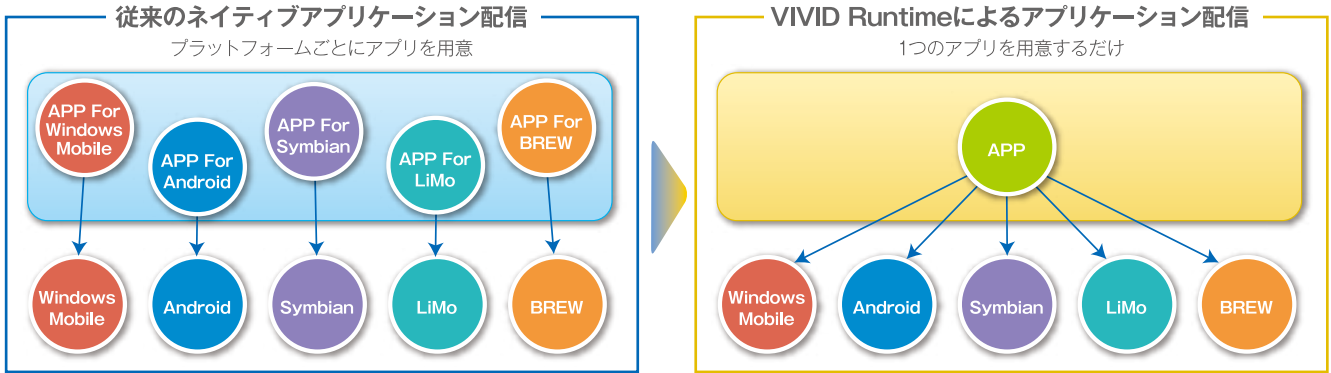 従来のネイティブアプリケーション配信
プラットフォームごとにアプリを用意
APP For
Windows
Mobile
APP For
Android
APP For
Symbian
APP For
LiMo
APP For
BREW
Windows
Mobile
Android
Symbian
LiMo
BREW
VIVID Runtimeによるアプリケーション配信
1つのアプリを用意するだけ
APP
Windows
Mobile
Android
Symbian
LiMo
BREW